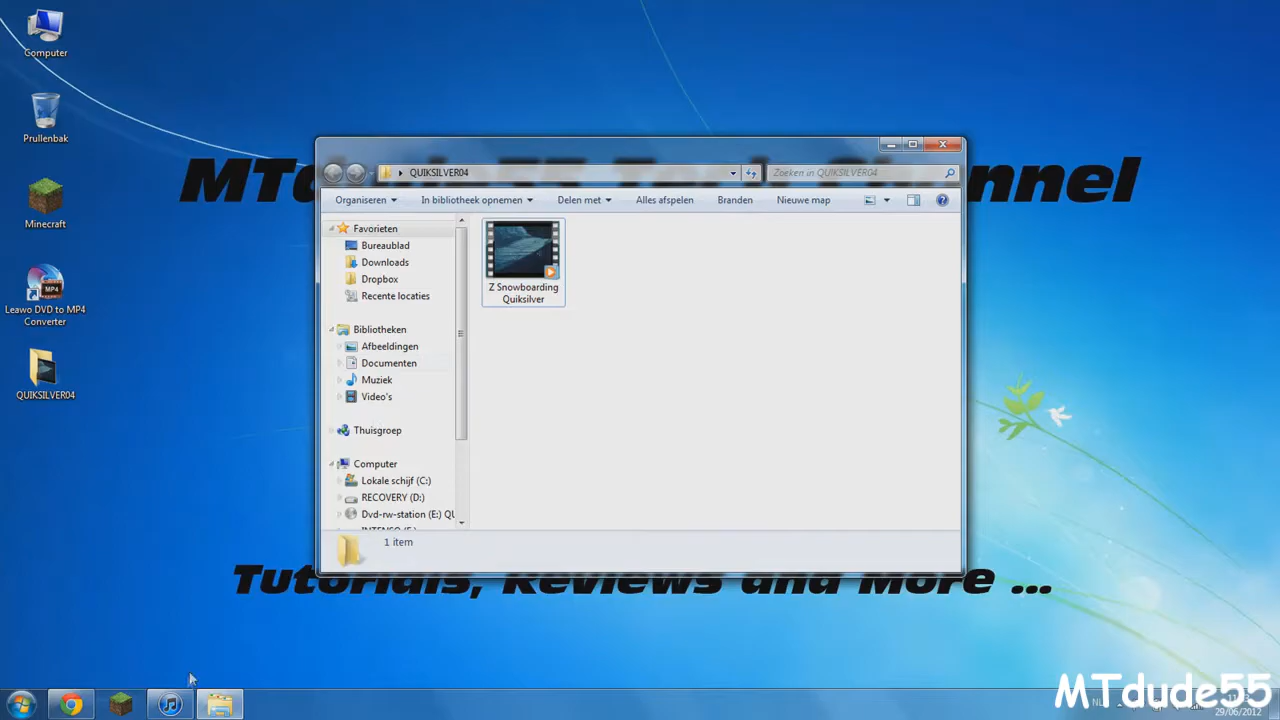 Computer
Prullenbak
Minecraft
Leawo DVD to MP4
Converter
QUIKSILVER04
QUIKSILVER04
Zoeken in QUIKSILVER04
Organiseren
In bibliotheek opnemen
Delen met
Alles afspelen
Branden
Nieuwe map
Favorieten
Bureaublad
Downloads
Dropbox
Recente locaties
Bibliotheken
Afbeeldingen
Documenten
Muziek
Video's
Thuisgroep
Computer
Lokale schijf (C:)
RECOVERY (D:)
Dvd-rw-station (E:) QU
Z Snowboarding
Quiksilver
1 item
Tutorials, Reviews and More ...
MTdude55
NL
29/06/2012